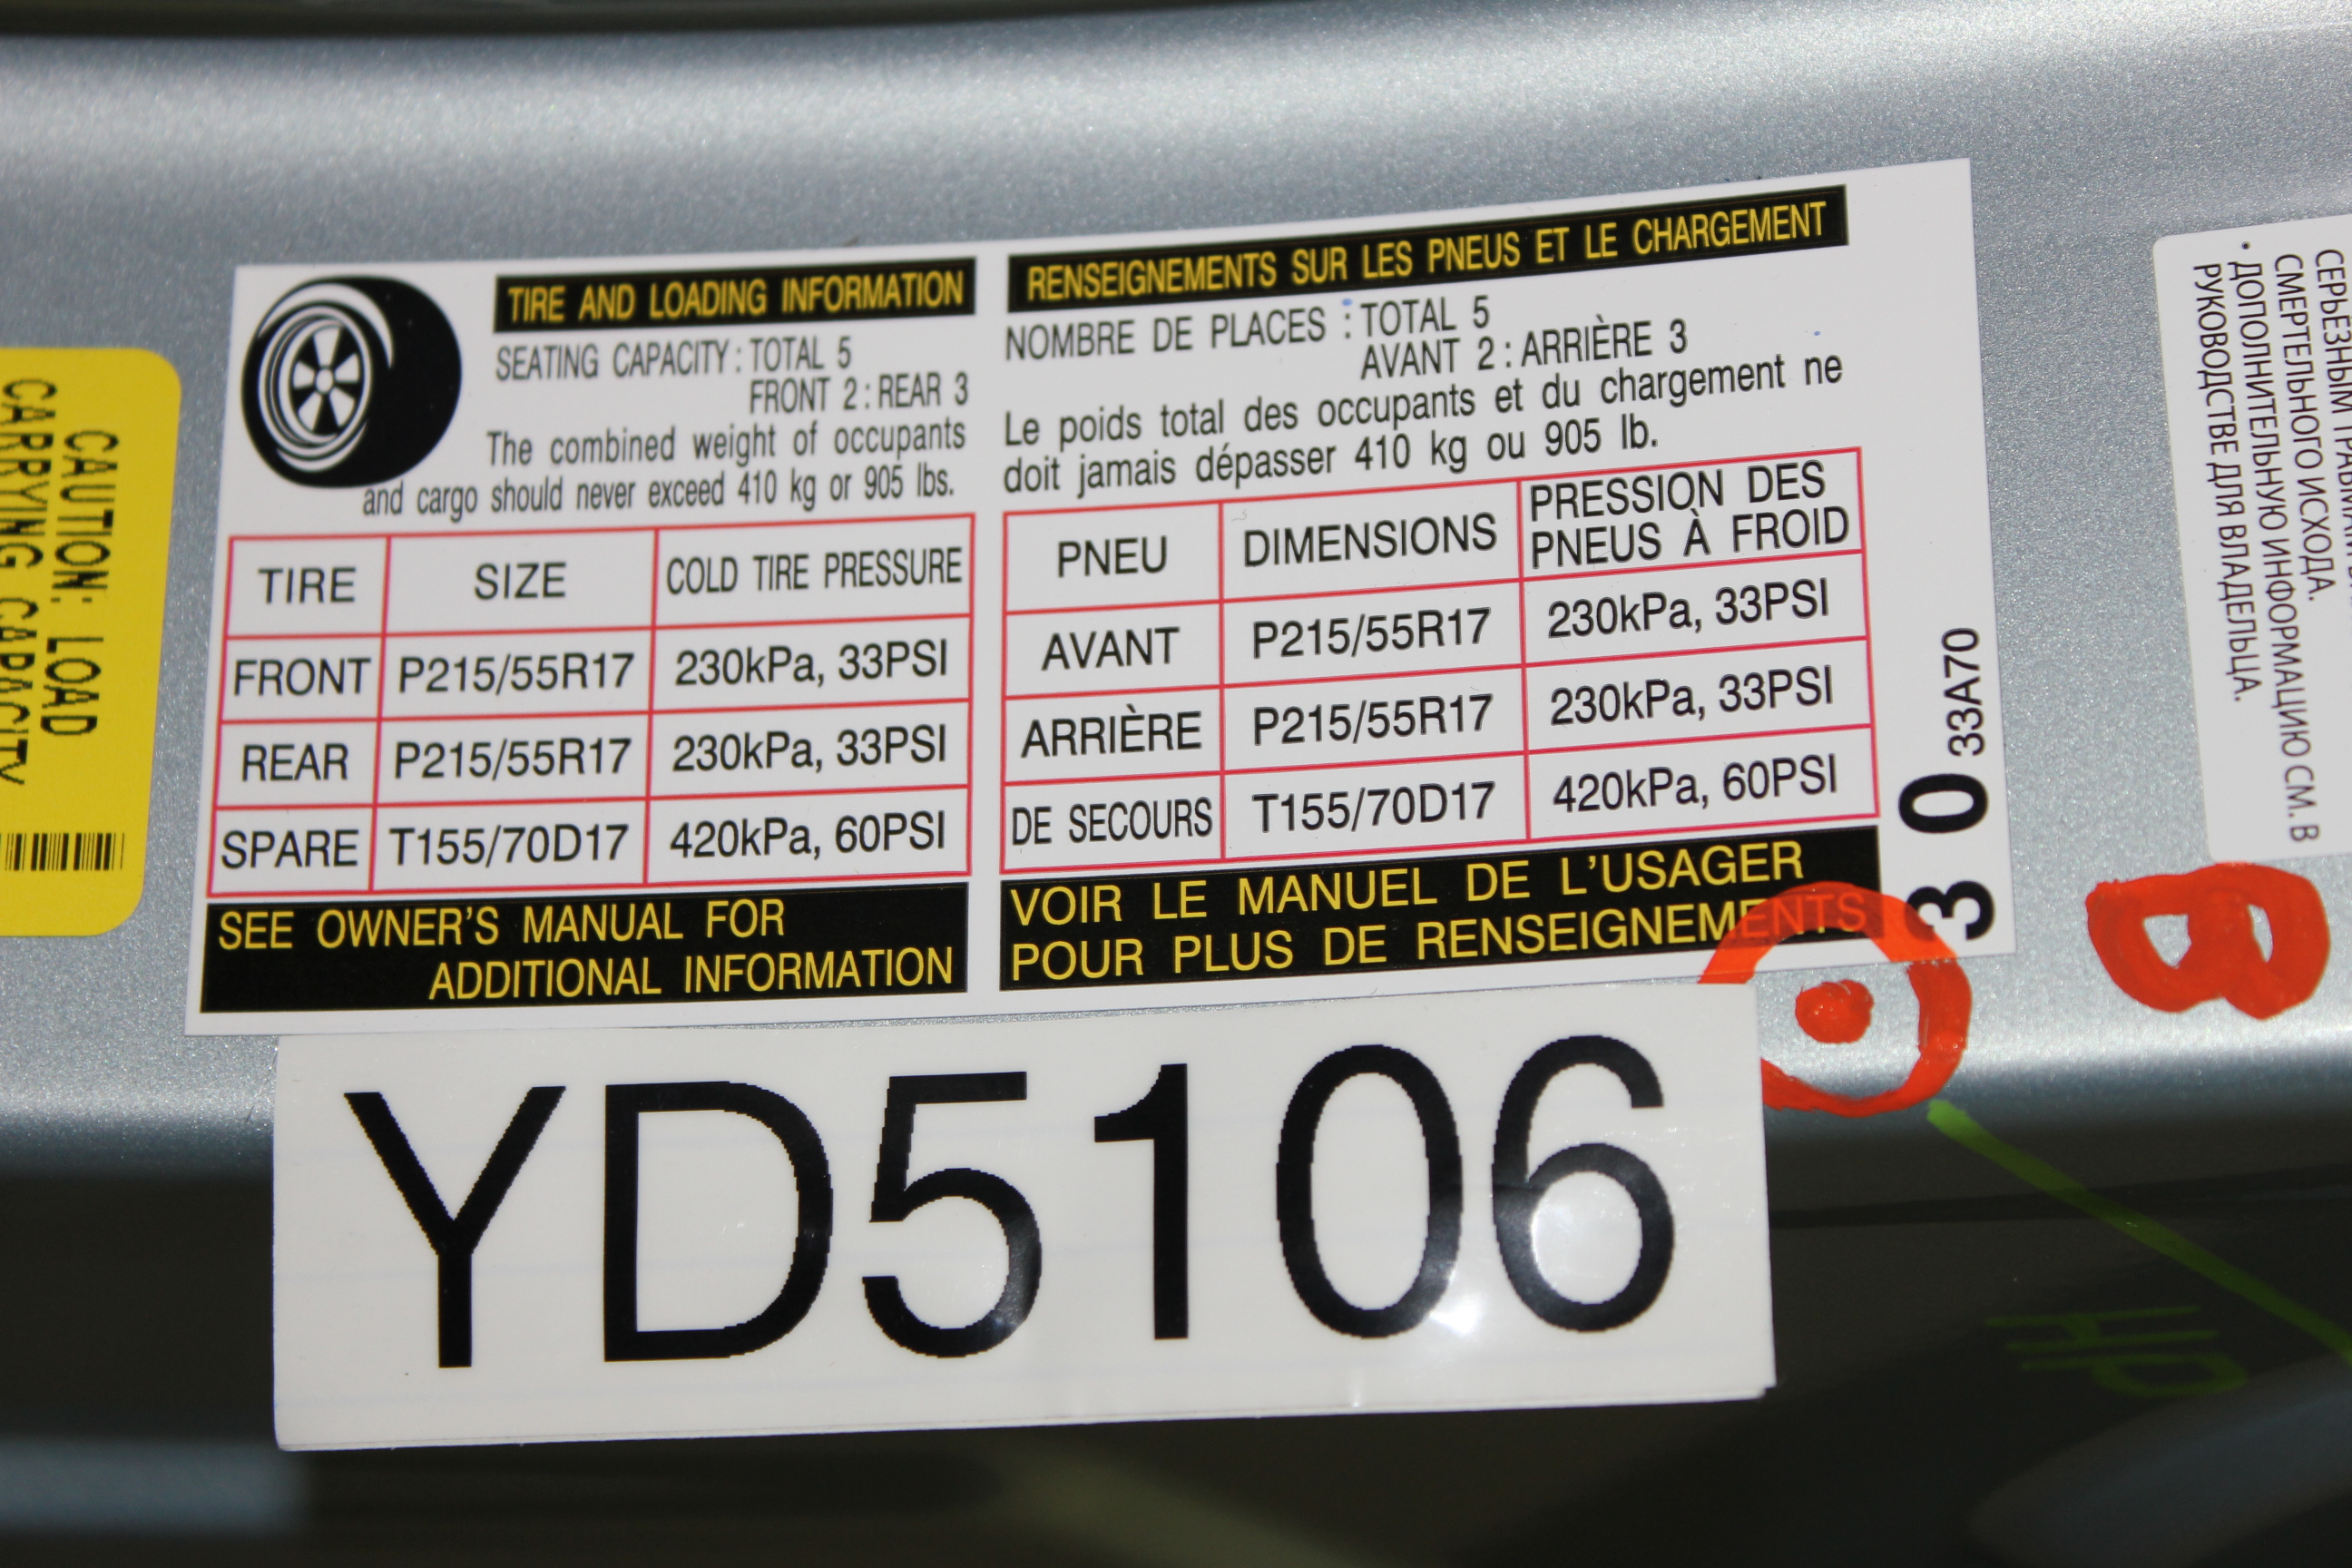 CAUTION: LOAD
CARRYING CAPACITY
TIRE AND LOADING INFORMATION
SEATING CAPACITY : TOTAL 5
FRONT 2 : REAR 3
The combined weight of occupants
and cargo should never exceed 410 kg or 905 lbs.
TIRE SIZE COLD TIRE PRESSURE
FRONT P215/55R17 230kPa, 33PSI
REAR P215/55R17 230kPa, 33PSI
SPARE T155/70D17 420kPa, 60PSI
SEE OWNER'S MANUAL FOR
ADDITIONAL INFORMATION
RENSEIGNEMENTS SUR LES PNEUS ET LE CHARGEMENT
NOMBRE DE PLACES : TOTAL 5
AVANT 2 : ARRIÈRE 3
Le poids total des occupants et du chargement ne
doit jamais dépasser 410 kg ou 905 lb.
PNEU DIMENSIONS PRESSION DES
PNEUS À FROID
AVANT P215/55R17 230kPa, 33PSI
ARRIÈRE P215/55R17 230kPa, 33PSI
DE SECOURS T155/70D17 420kPa, 60PSI
VOIR LE MANUEL DE L'USAGER
POUR PLUS DE RENSEIGNEMENTS
30 33A70
СЕРЬЕЗНЫМ
СМЕРТЕЛЬНОГО ИСХОДА.
• ДОПОЛНИТЕЛЬНУЮ ИНФОРМАЦИЮ СМ. В
РУКОВОДСТВЕ ДЛЯ ВЛАДЕЛЬЦА.
B
YD5106
HP